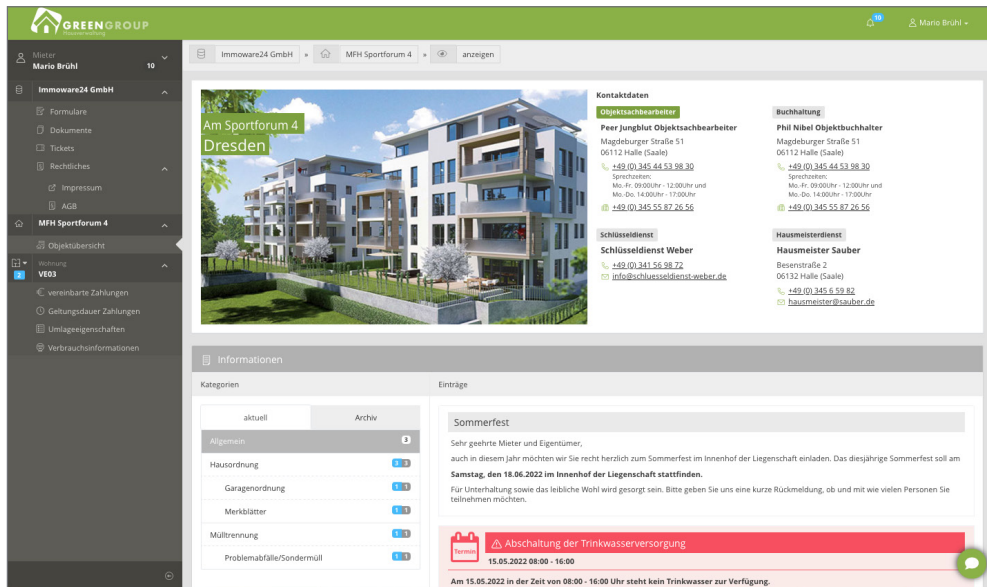 GREENGROUP
Hausverwaltung
10
Mario Brühl
Mieter
Mario Brühl
10
Immoware24 GmbH
Formulare
Dokumente
Tickets
Rechtliches
Impressum
AGB
MFH Sportforum 4
Objektübersicht
Wohnung
VE03
2
vereinbarte Zahlungen
Geltungsdauer Zahlungen
Umlageeigenschaften
Verbrauchsinformationen
Immoware24 GmbH » MFH Sportforum 4 » anzeigen
Am Sportforum 4
Dresden
Kontaktdaten
Objektsachbearbeiter
Peer Jungblut Objektsachbearbeiter
Magdeburger Straße 51
06112 Halle (Saale)
+49 (0) 345 44 53 98 30
Sprechzeiten:
Mo.-Fr. 09:00Uhr - 12:00Uhr und
Mo.-Do. 14:00Uhr - 17:00Uhr
+49 (0) 345 55 87 26 56
Buchhaltung
Phil Nibel Objektbuchhalter
Magdeburger Straße 51
06112 Halle (Saale)
+49 (0) 345 44 53 98 30
Sprechzeiten:
Mo.-Fr. 09:00Uhr - 12:00Uhr und
Mo.-Do. 14:00Uhr - 17:00Uhr
+49 (0) 345 55 87 26 56
Schlüsseldienst
Schlüsseldienst Weber
+49 (0) 341 56 98 72
info@schluesseldienst-weber.de
Hausmeisterdienst
Hausmeister Sauber
Besenstraße 2
06132 Halle (Saale)
+49 (0) 345 6 59 82
hausmeister@sauber.de
Informationen
Kategorien
aktuell Archiv
Allgemein 3
Hausordnung 3 3
Garagenordnung 1 1
Merkblätter 1 1
Mülltrennung 1 1
Problemabfälle/Sondermüll 1 1
Einträge
Sommerfest
Sehr geehrte Mieter und Eigentümer,
auch in diesem Jahr möchten wir Sie recht herzlich zum Sommerfest im Innenhof der Liegenschaft einladen. Das diesjährige Sommerfest soll am
Samstag, den 18.06.2022 im Innenhof der Liegenschaft stattfinden.
Für Unterhaltung sowie das leibliche Wohl wird gesorgt sein. Bitte geben Sie uns eine kurze Rückmeldung, ob und mit wie vielen Personen Sie
teilnehmen möchten.
Termin
Abschaltung der Trinkwasserversorgung
15.05.2022 08:00 - 16:00
Am 15.05.2022 in der Zeit von 08:00 - 16:00 Uhr steht kein Trinkwasser zur Verfügung.